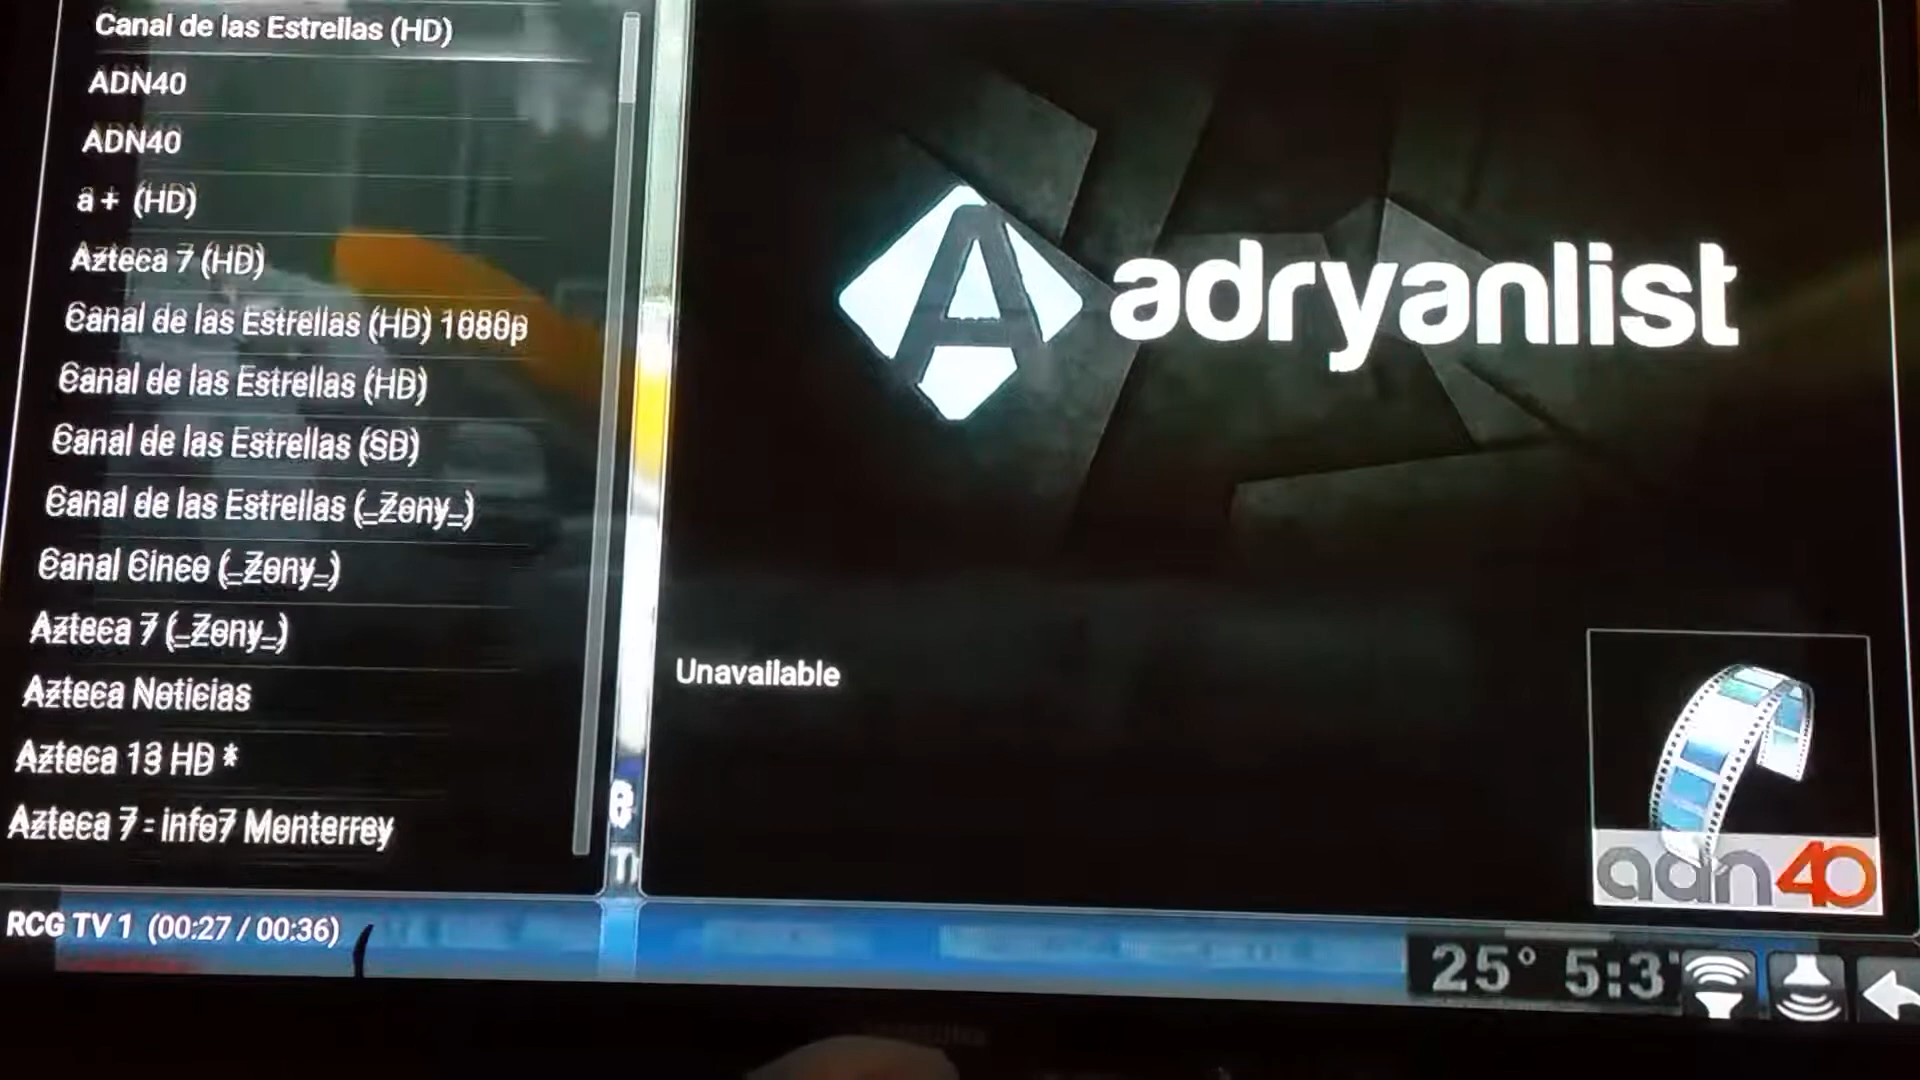 Canal de las Estrellas (HD)
ADN40
ADN40
a+ (HD)
Azteca 7 (HD)
Canal de las Estrellas (HD) 1080p
Canal de las Estrellas (HD)
Canal de las Estrellas (SD)
Canal de las Estrellas (_Zony_)
Canal Cinco (_Zony_)
Azteca 7 (_Zony_)
Azteca Noticias
Azteca 13 HD *
Azteca 7 - info7 Monterrey
adryanlist
Unavailable
adn40
RCG TV 1 (00:27 / 00:36)
25° 5:3